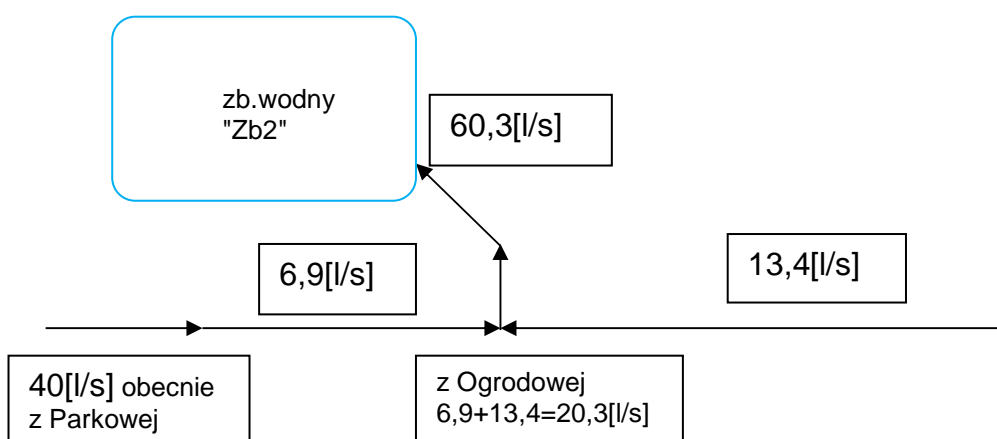 zb.wodny
"Zb2"
60,3[l/s]
6,9[l/s]
13,4[l/s]
40[l/s] obecnie
z Parkowej
z Ogrodowej
6,9+13,4=20,3[l/s]